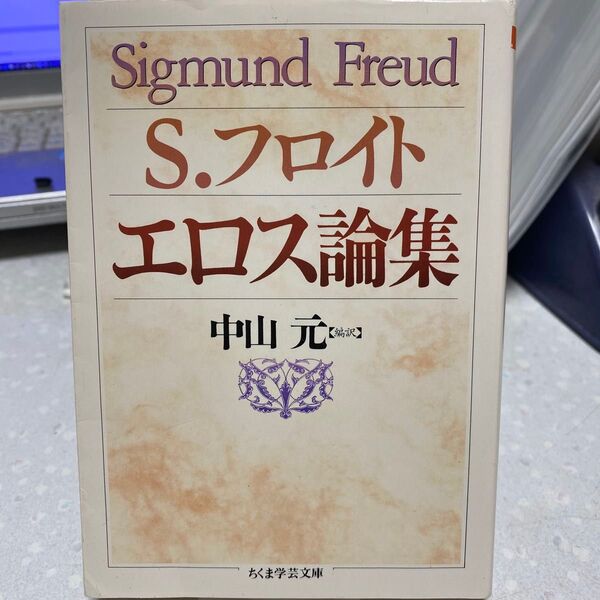 Sigmund Freud
S.フロイト
エロス論集
中山 元【編訳】
ちくま学芸文庫